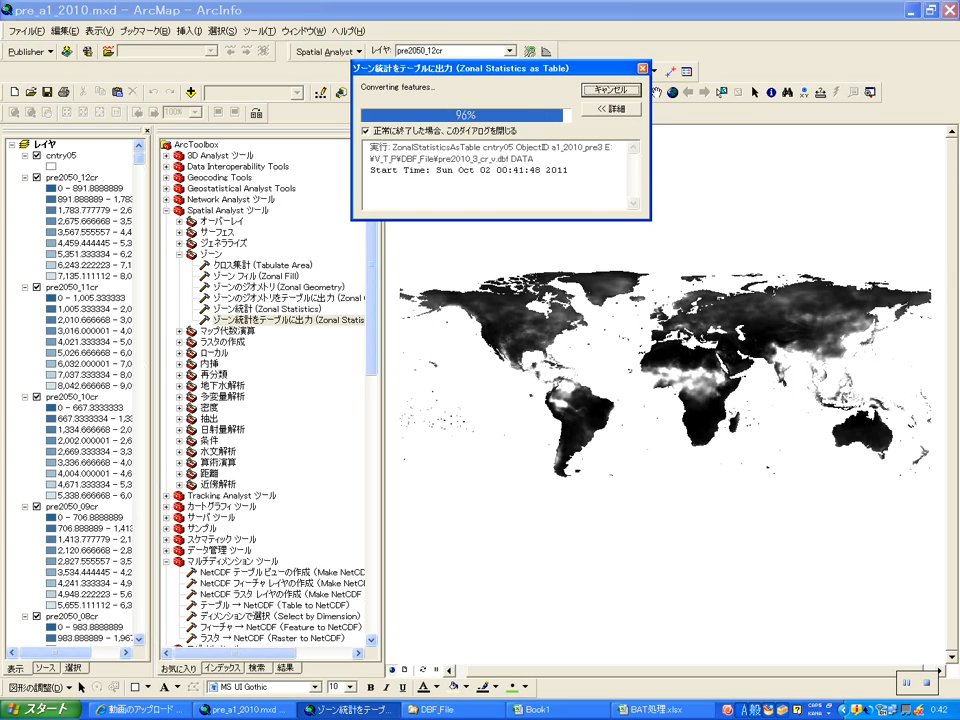 pre_a1_2010.mxd - ArcMap - ArcInfo
ファイル(F) 編集(E) 表示(V) ブックマーク(B) 挿入(I) 選択(S) ツール(T) ウィンドウ(W) ヘルプ(H)
Publisher
Spatial Analyst
レイヤ:
pre2050_12cr
100%
ゾーン統計をテーブルに出力 (Zonal Statistics as Table)
Converting features...
キャンセル
96%
<< 詳細
正常に終了した場合、このダイアログを閉じる
実行: ZonalStatisticsAsTable cntry05 ObjectID a1_2010_pre3 E:
¥V_T_P¥DBF_File¥pre2010_3_cr_v.dbf DATA
Start Time: Sun Oct 02 00:41:48 2011
レイヤ
cntry05
pre2050_12cr
0 - 891.8888889
891.888889 - 1,783
1,783.777779 - 2,6
2,675.666668 - 3,5
3,567.555557 - 4,4
4,459.444445 - 5,3
5,351.333334 - 6,2
6,243.222223 - 7,1
7,135.111112 - 8,0
pre2050_11cr
0 - 1,005.333333
1,005.333334 - 2,0
2,010.666668 - 3,0
3,016.000001 - 4,0
4,021.333334 - 5,0
5,026.666668 - 6,0
6,032.000001 - 7,0
7,037.333334 - 8,0
8,042.666668 - 9,0
pre2050_10cr
0 - 667.3333333
667.3333334 - 1,33
1,334.666668 - 2,0
2,002.000001 - 2,6
2,669.333334 - 3,3
3,336.666668 - 4,0
4,004.000001 - 4,6
4,671.333334 - 5,3
5,338.666668 - 6,0
pre2050_09cr
0 - 706.8888889
706.888889 - 1,413
1,413.777779 - 2,1
2,120.666668 - 2,8
2,827.555557 - 3,5
3,534.444446 - 4,2
4,241.333334 - 4,9
4,948.222223 - 5,6
5,655.111112 - 6,3
pre2050_08cr
0 - 983.8888889
983.888889 - 1,967
表示 ソース 選択
ArcToolbox
3D Analyst ツール
Data Interoperability Tools
Geocoding Tools
Geostatistical Analyst Tools
Network Analyst ツール
Spatial Analyst ツール
オーバーレイ
サーフェス
ジェネラライズ
ゾーン
クロス集計 (Tabulate Area)
ゾーン フィル (Zonal Fill)
ゾーンのジオメトリ (Zonal Geometry)
ゾーンのジオメトリをテーブルに出力 (Zonal
ゾーン統計 (Zonal Statistics)
ゾーン統計をテーブルに出力 (Zonal Statis
マップ代数演算
ラスタの作成
ローカル
内挿
再分類
地下水解析
多変量解析
密度
抽出
日射量解析
条件
水文解析
算術演算
距離
近傍解析
Tracking Analyst ツール
カートグラフィ ツール
サーバ ツール
サンプル
スケマティック ツール
データ管理 ツール
マルチディメンション ツール
NetCDF テーブル ビューの作成 (Make NetCD
NetCDF フィーチャ レイヤの作成 (Make NetC
NetCDF ラスタ レイヤの作成 (Make NetCDF
テーブル → NetCDF (Table to NetCDF)
ディメンションで選択 (Select by Dimension)
フィーチャ → NetCDF (Feature to NetCDF)
ラスタ → NetCDF (Raster to NetCDF)
お気に入り インデックス 検索 結果
図形の調整(D)
MS UI Gothic
10
B I U
スタート
動画のアップロード ...
pre_a1_2010.mxd ...
ゾーン統計をテーブ...
DBF_File
Book1
BAT処理.xlsx
A 般
CAPS
KANA
0:42